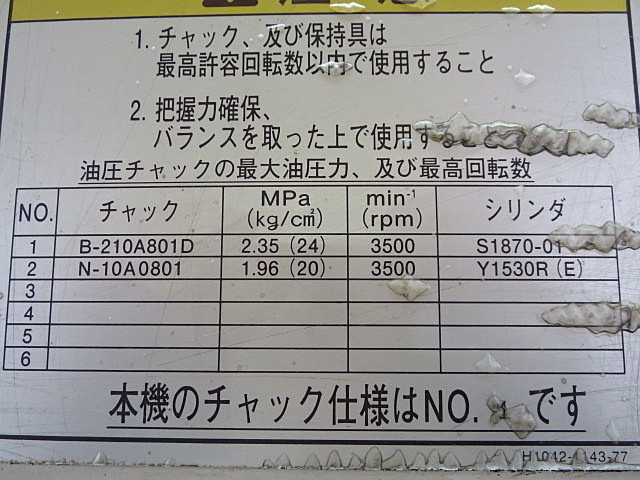 注意
1. チャック、及び保持具は
最高許容回転数以内で使用すること
2. 把握力確保、
バランスを取った上で使用すること
油圧チャックの最大油圧力、及び最高回転数
NO. チャック MPa (kg/cm²) min⁻¹ (rpm) シリンダ
1 B-210A801D 2.35 (24) 3500 S1870-01
2 N-10A0801 1.96 (20) 3500 Y1530R (E)
3
4
5
6
本機のチャック仕様はNO. 1 です